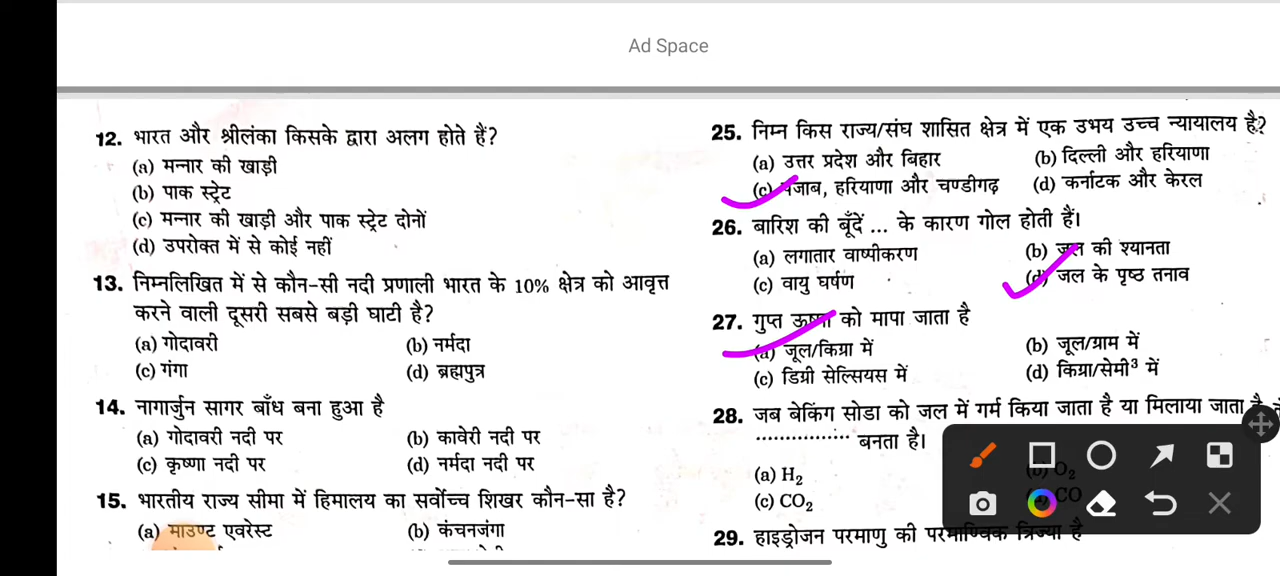 Ad Space
12. भारत और श्रीलंका किसके द्वारा अलग होते हैं?
(a) मन्नार की खाड़ी
(b) पाक स्ट्रेट
(c) मन्नार की खाड़ी और पाक स्ट्रेट दोनों
(d) उपरोक्त में से कोई नहीं
13. निम्नलिखित में से कौन-सी नदी प्रणाली भारत के 10% क्षेत्र को आवृत्त
करने वाली दूसरी सबसे बड़ी घाटी है?
(a) गोदावरी (b) नर्मदा
(c) गंगा (d) ब्रह्मपुत्र
14. नागार्जुन सागर बाँध बना हुआ है
(a) गोदावरी नदी पर (b) कावेरी नदी पर
(c) कृष्णा नदी पर (d) नर्मदा नदी पर
15. भारतीय राज्य सीमा में हिमालय का सर्वोच्च शिखर कौन-सा है?
(a) माउण्ट एवरेस्ट (b) कंचनजंगा
25. निम्न किस राज्य/संघ शासित क्षेत्र में एक उभय उच्च न्यायालय है?
(a) उत्तर प्रदेश और बिहार (b) दिल्ली और हरियाणा
(c) पंजाब, हरियाणा और चण्डीगढ़ (d) कर्नाटक और केरल
26. बारिश की बूँदें ... के कारण गोल होती हैं।
(a) लगातार वाष्पीकरण (b) जल की श्यानता
(c) वायु घर्षण (d) जल के पृष्ठ तनाव
27. गुप्त ऊष्मा को मापा जाता है
(a) जूल/किग्रा में (b) जूल/ग्राम में
(c) डिग्री सेल्सियस में (d) किग्रा/सेमी³ में
28. जब बेकिंग सोडा को जल में गर्म किया जाता है या मिलाया जाता है
................ बनता है।
(a) H₂ (b) O₂
(c) CO₂ CO
29. हाइड्रोजन परमाणु की परमाण्विक त्रिज्या है